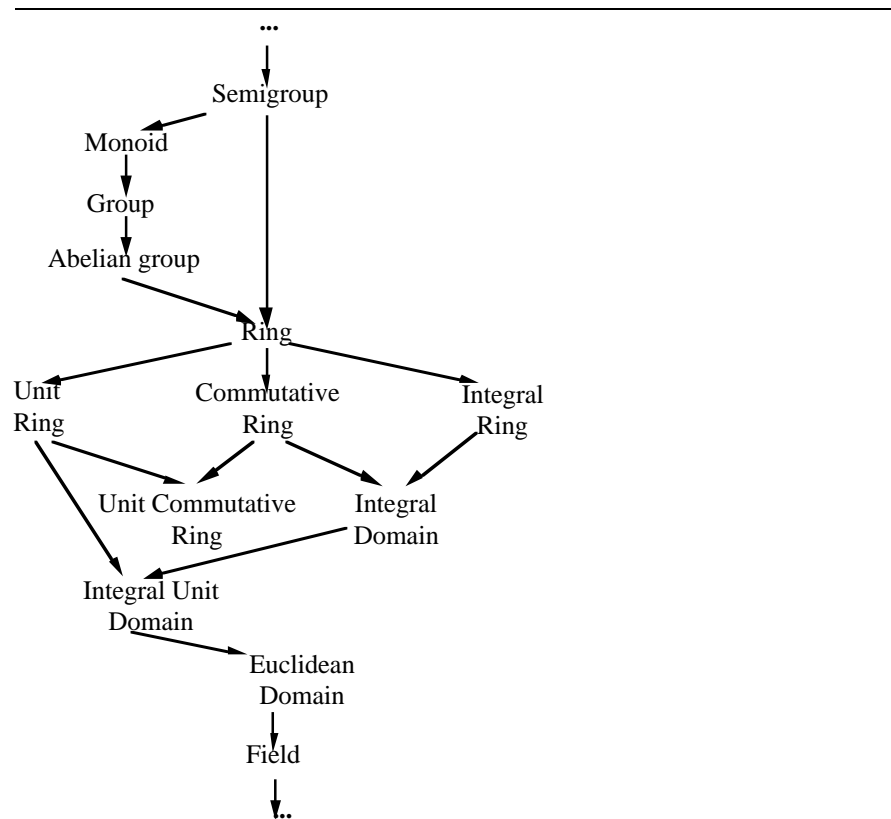 ...
Semigroup
Monoid
Group
Abelian group
Ring
Unit
Ring
Commutative
Ring
Integral
Ring
Unit Commutative
Ring
Integral
Domain
Integral Unit
Domain
Euclidean
Domain
Field
...